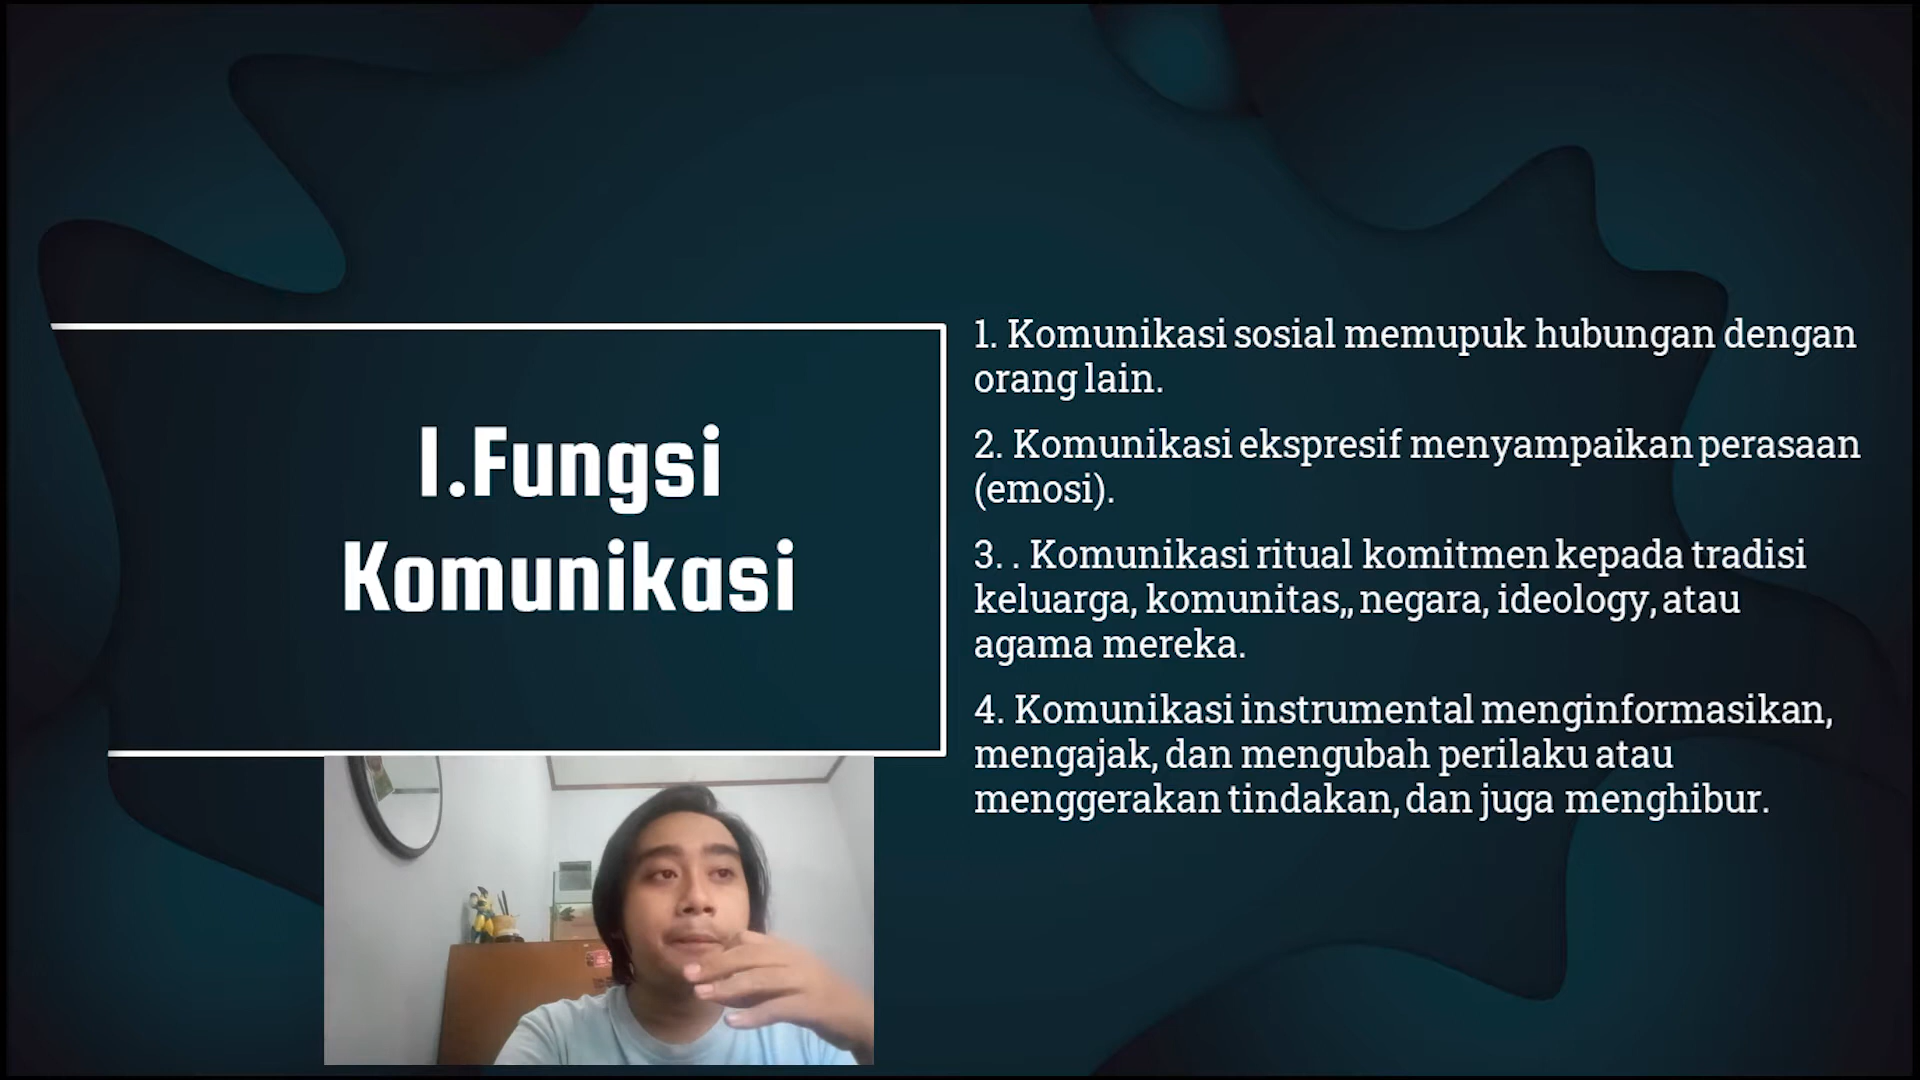 I.Fungsi
Komunikasi
1. Komunikasi sosial memupuk hubungan dengan
orang lain.
2. Komunikasi ekspresif menyampaikan perasaan
(emosi).
3. . Komunikasi ritual komitmen kepada tradisi
keluarga, komunitas,, negara, ideology, atau
agama mereka.
4. Komunikasi instrumental menginformasikan,
mengajak, dan mengubah perilaku atau
menggerakan tindakan, dan juga menghibur.